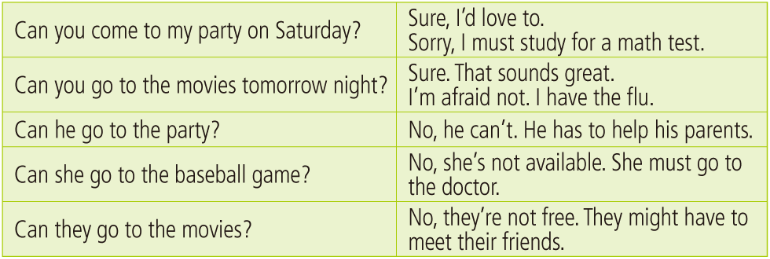 Can you come to my party on Saturday?
Sure, I'd love to.
Sorry, I must study for a math test.
Can you go to the movies tomorrow night?
Sure. That sounds great.
I'm afraid not. I have the flu.
Can he go to the party?
No, he can't. He has to help his parents.
Can she go to the baseball game?
No, she's not available. She must go to
the doctor.
Can they go to the movies?
No, they're not free. They might have to
meet their friends.